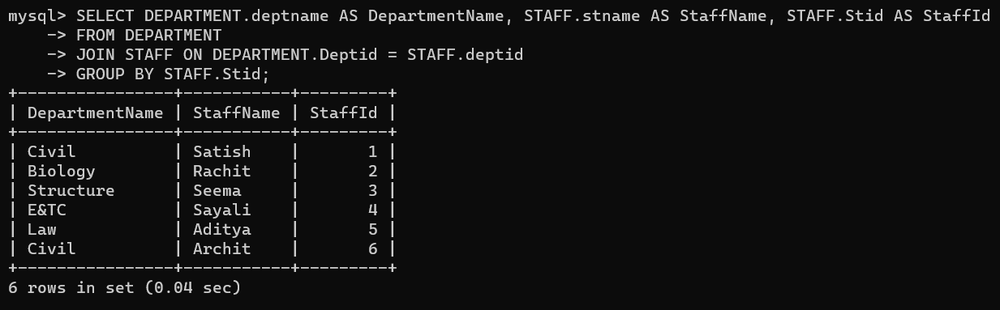 mysql> SELECT DEPARTMENT.deptname AS DepartmentName, STAFF.stname AS StaffName, STAFF.Stid AS StaffId
    -> FROM DEPARTMENT
    -> JOIN STAFF ON DEPARTMENT.Deptid = STAFF.deptid
    -> GROUP BY STAFF.Stid;
+----------------+-----------+---------+
| DepartmentName | StaffName | StaffId |
+----------------+-----------+---------+
| Civil          | Satish    |       1 |
| Biology        | Rachit    |       2 |
| Structure      | Seema     |       3 |
| E&TC           | Sayali    |       4 |
| Law            | Aditya    |       5 |
| Civil          | Archit    |       6 |
+----------------+-----------+---------+
6 rows in set (0.04 sec)